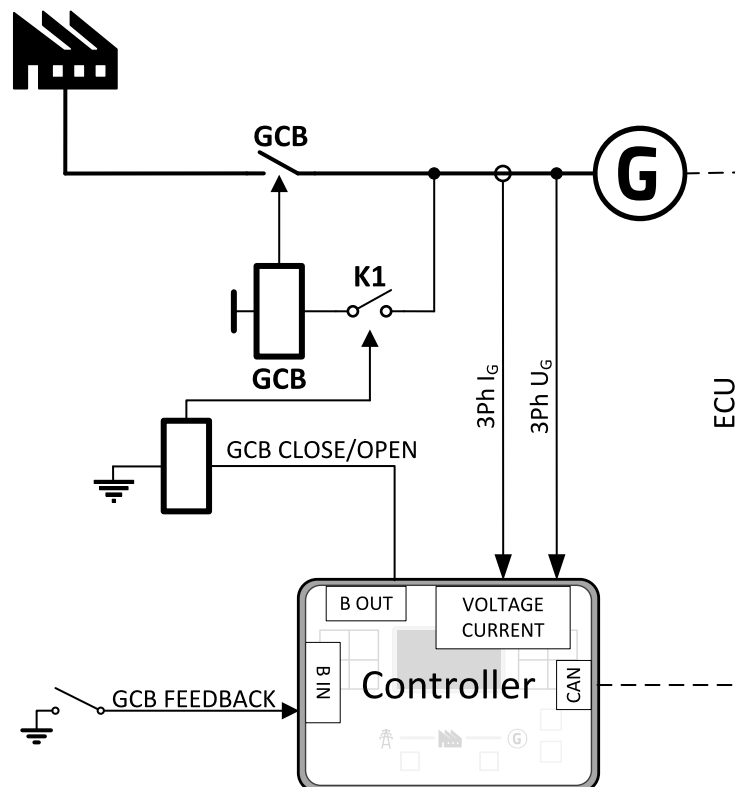 GCB
G
K1
GCB
3Ph IG
3Ph UG
ECU
GCB CLOSE/OPEN
B OUT
VOLTAGE
CURRENT
B IN
Controller
CAN
GCB FEEDBACK
G